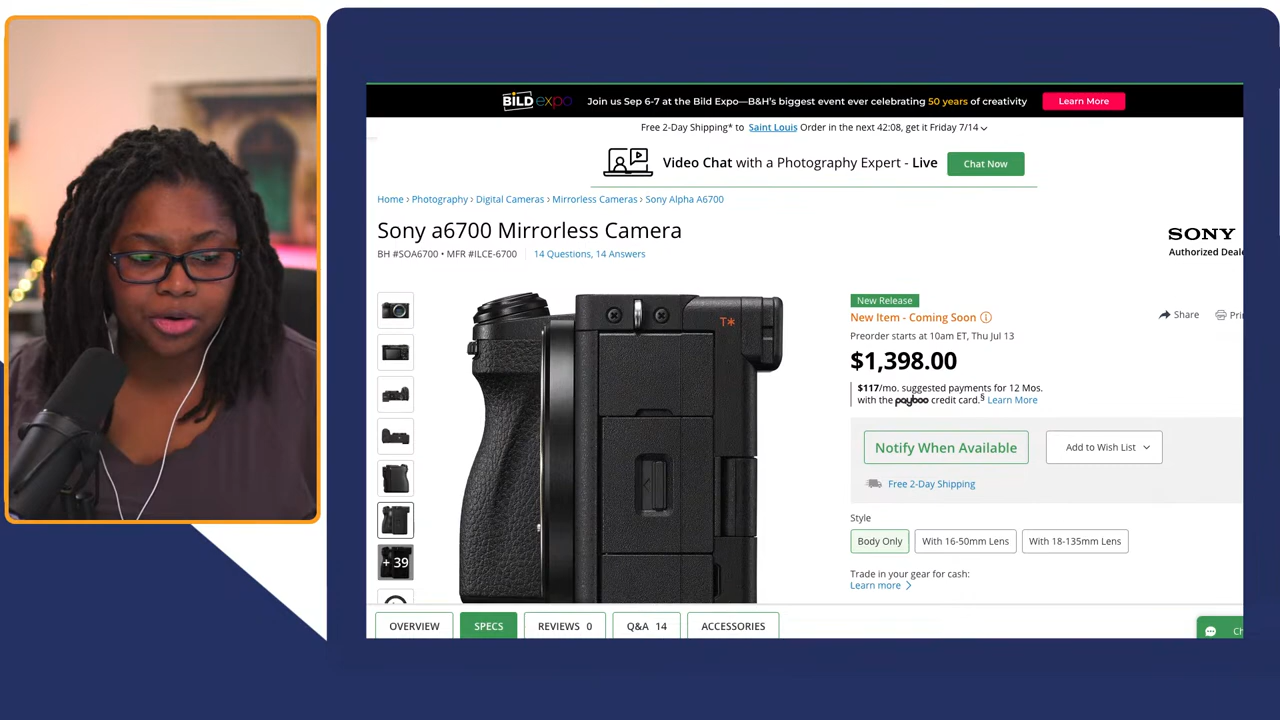 BILD expo Join us Sep 6-7 at the Bild Expo—B&H's biggest event ever celebrating 50 years of creativity Learn More
Free 2-Day Shipping* to Saint Louis Order in the next 42:08, get it Friday 7/14
Video Chat with a Photography Expert - Live Chat Now
Home › Photography › Digital Cameras › Mirrorless Cameras › Sony Alpha A6700
Sony a6700 Mirrorless Camera
SONY
BH #SOA6700 • MFR #ILCE-6700 14 Questions, 14 Answers
Authorized Deale
New Release
New Item - Coming Soon
Share Prin
Preorder starts at 10am ET, Thu Jul 13
$1,398.00
$117/mo. suggested payments for 12 Mos.
with the payboo credit card.§ Learn More
Notify When Available Add to Wish List
Free 2-Day Shipping
Style
Body Only With 16-50mm Lens With 18-135mm Lens
Trade in your gear for cash:
Learn more
T*
+ 39
OVERVIEW SPECS REVIEWS 0 Q&A 14 ACCESSORIES
Ch